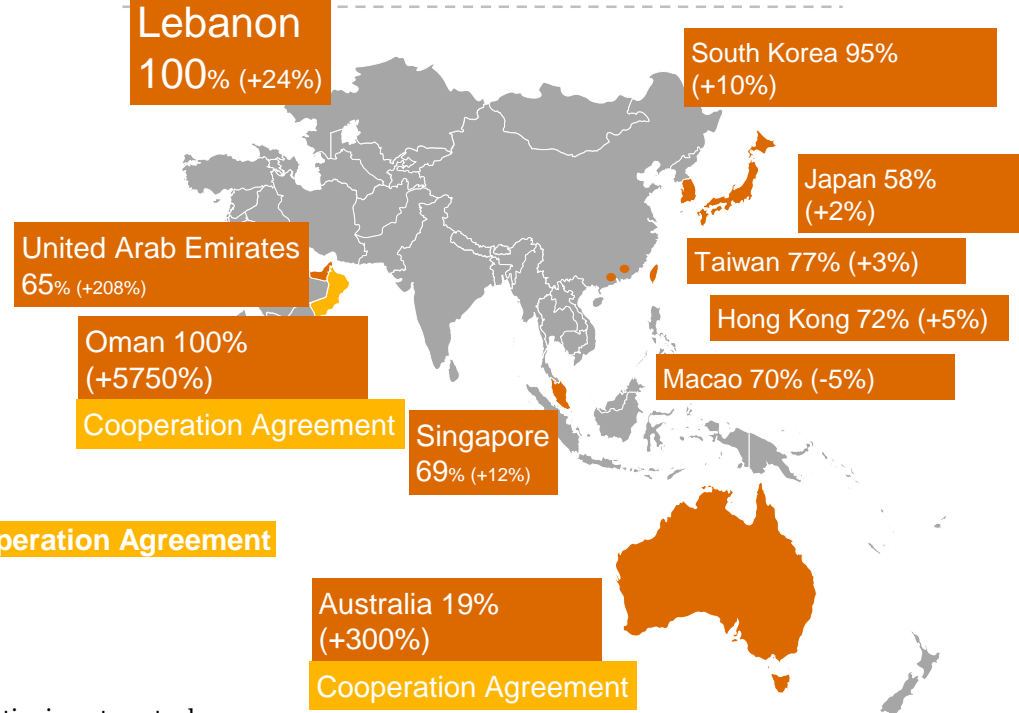 Lebanon
100% (+24%)
South Korea 95%
(+10%)
Japan 58%
(+2%)
United Arab Emirates
65% (+208%)
Taiwan 77% (+3%)
Hong Kong 72% (+5%)
Oman 100%
(+5750%)
Cooperation Agreement
Macao 70% (-5%)
Singapore
69% (+12%)
peration Agreement
Australia 19%
(+300%)
Cooperation Agreement